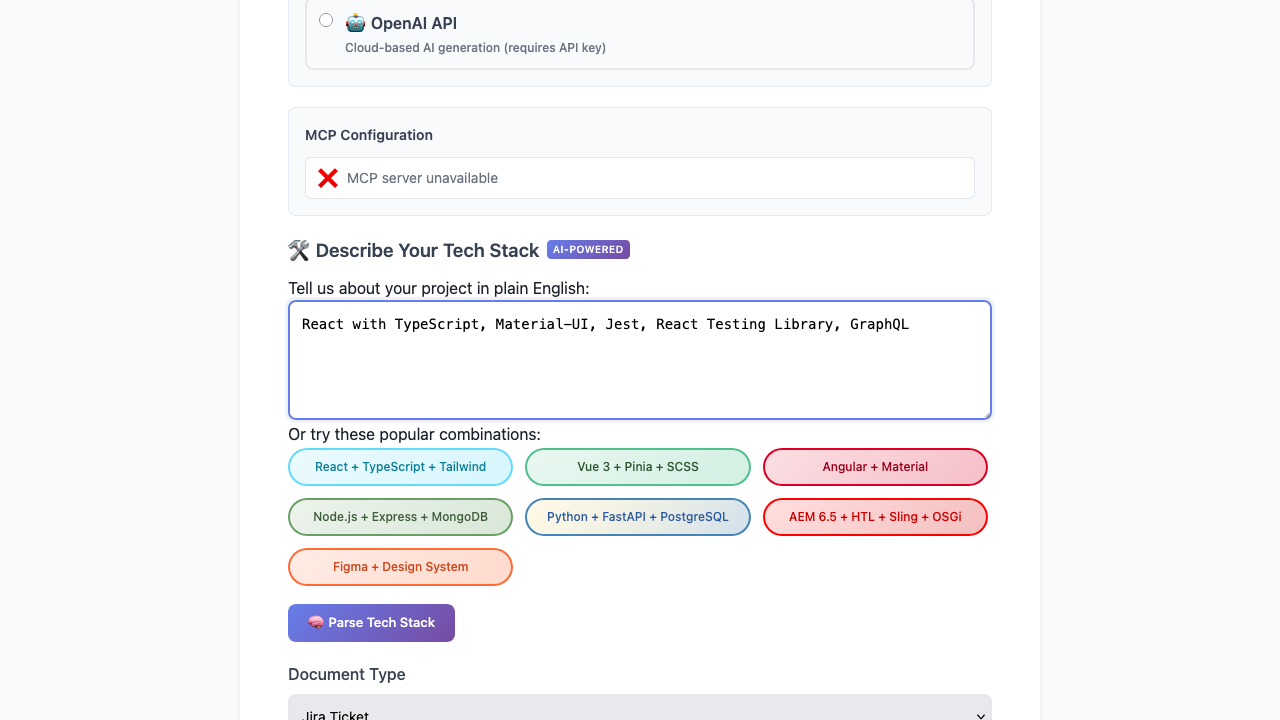 🤖 OpenAI API
Cloud-based AI generation (requires API key)
MCP Configuration
❌ MCP server unavailable
🛠️ Describe Your Tech Stack AI-POWERED
Tell us about your project in plain English:
React with TypeScript, Material-UI, Jest, React Testing Library, GraphQL
Or try these popular combinations:
React + TypeScript + Tailwind
Vue 3 + Pinia + SCSS
Angular + Material
Node.js + Express + MongoDB
Python + FastAPI + PostgreSQL
AEM 6.5 + HTL + Sling + OSGi
Figma + Design System
🧠 Parse Tech Stack
Document Type
Jira Ticket